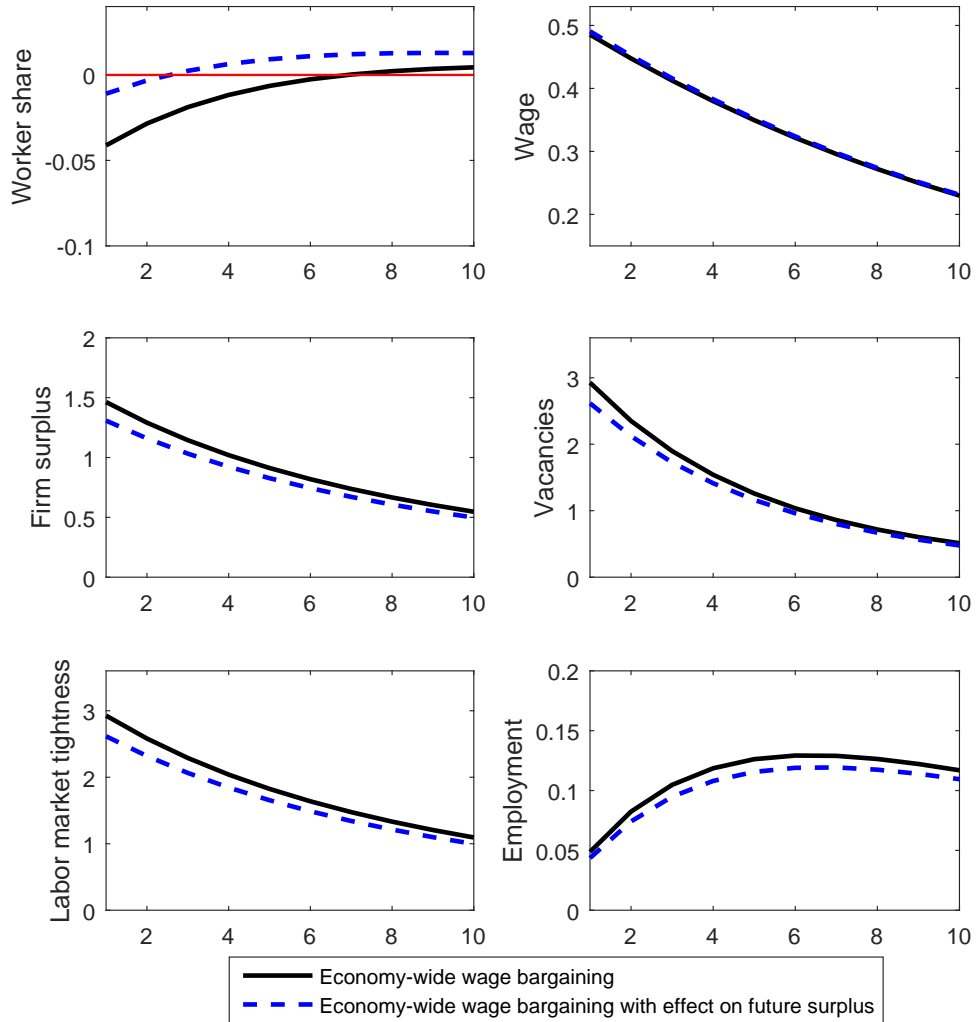 Worker share
0
-0.05
-0.1
2 4 6 8 10
Wage
0.5
0.4
0.3
0.2
2 4 6 8 10
Firm surplus
2
1.5
1
0.5
0
2 4 6 8 10
Vacancies
3
2
1
0
2 4 6 8 10
Labor market tightness
3
2
1
0
2 4 6 8 10
Employment
0.2
0.15
0.1
0.05
0
2 4 6 8 10
Economy-wide wage bargaining
Economy-wide wage bargaining with effect on future surplus